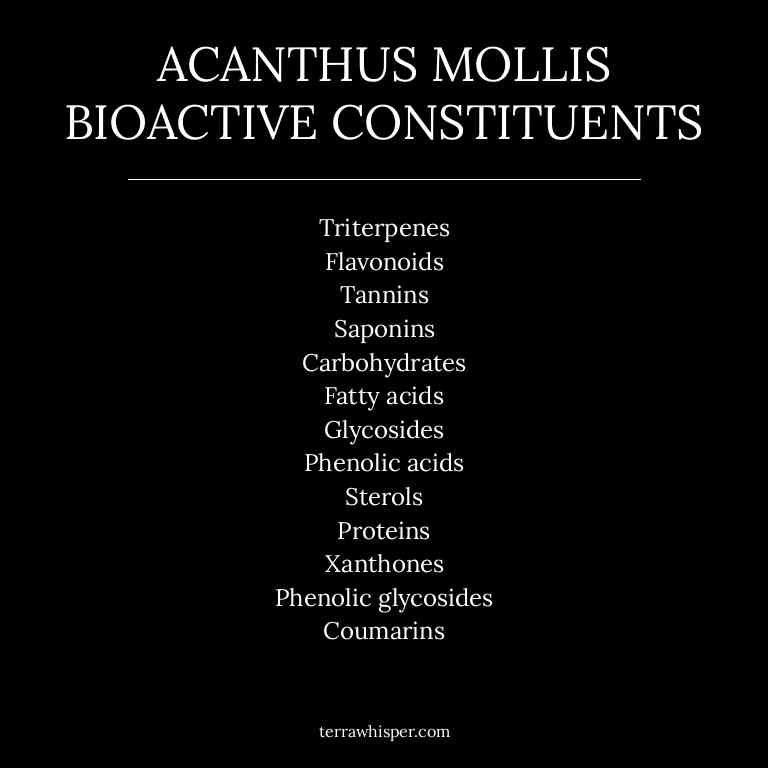 ACANTHUS MOLLIS
BIOACTIVE CONSTITUENTS
Triterpenes
Flavonoids
Tannins
Saponins
Carbohydrates
Fatty acids
Glycosides
Phenolic acids
Sterols
Proteins
Xanthones
Phenolic glycosides
Coumarins
terrawhisper.com